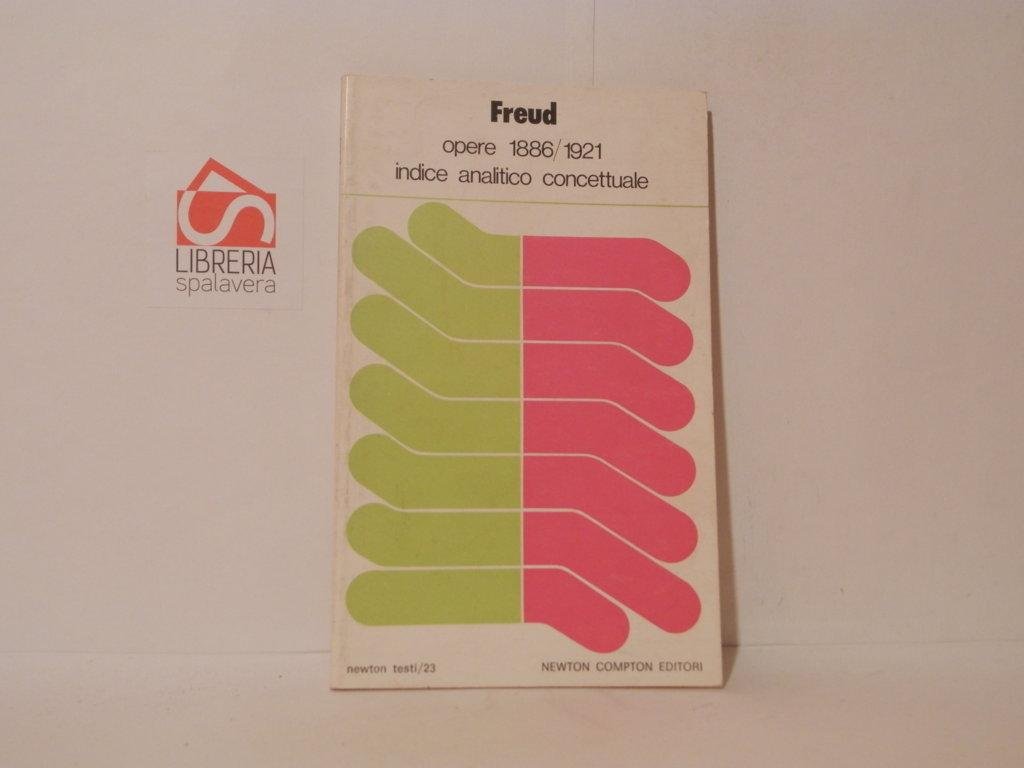 Freud
opere 1886/1921
indice analitico concettuale
LIBRERIA
spalavera
newton testi/23
NEWTON COMPTON EDITORI